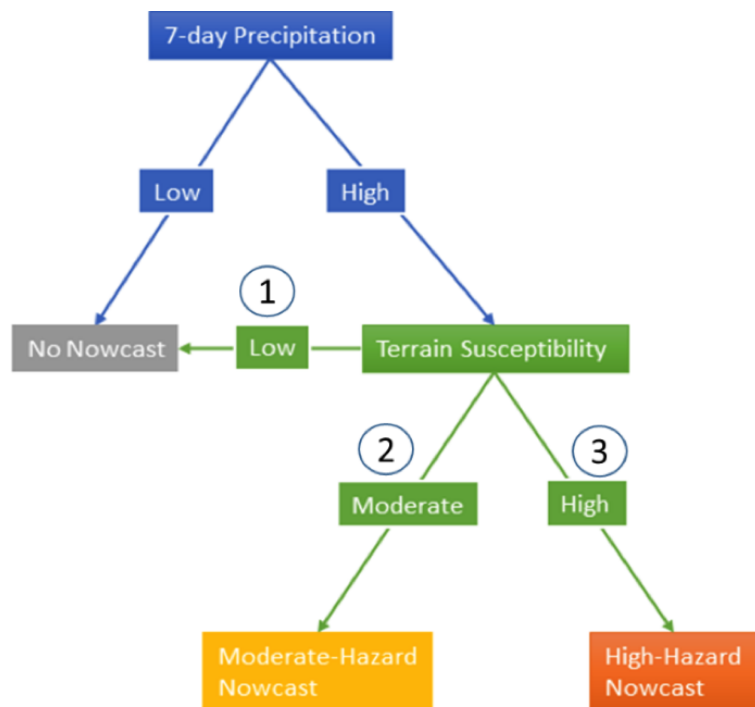 7-day Precipitation
Low
High
1
No Nowcast
Low
Terrain Susceptibility
2
3
Moderate
High
Moderate-Hazard
Nowcast
High-Hazard
Nowcast